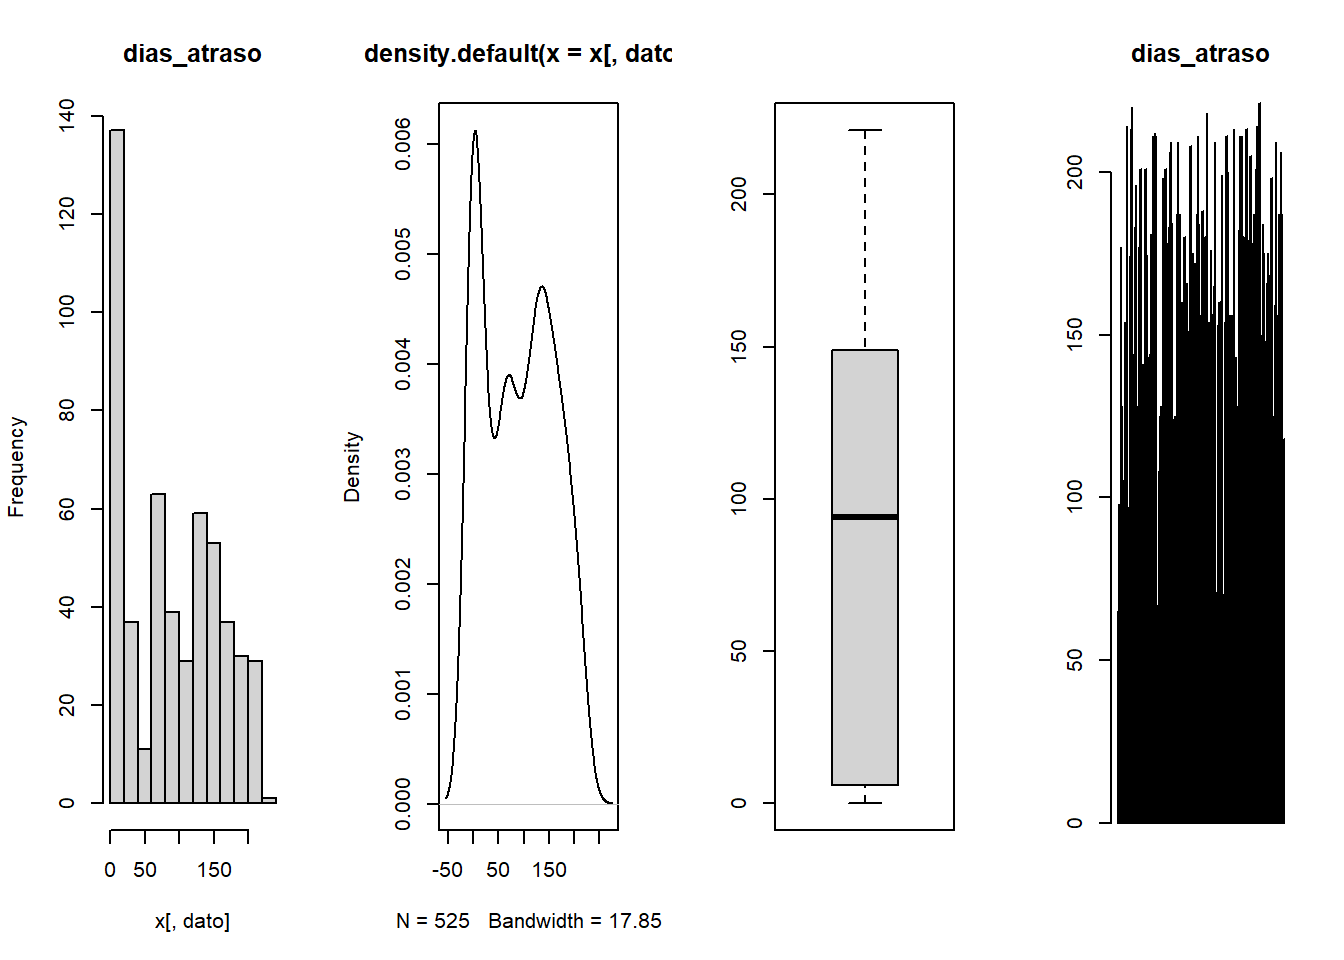 dias_atraso
Frequency
0 20 40 60 80 100 120 140
0 50 150
x[, dato]
density.default(x = x[, dato
Density
0.000 0.001 0.002 0.003 0.004 0.005 0.006
-50 50 150
N = 525 Bandwidth = 17.85
0 50 100 150 200
dias_atraso
0 50 100 150 200